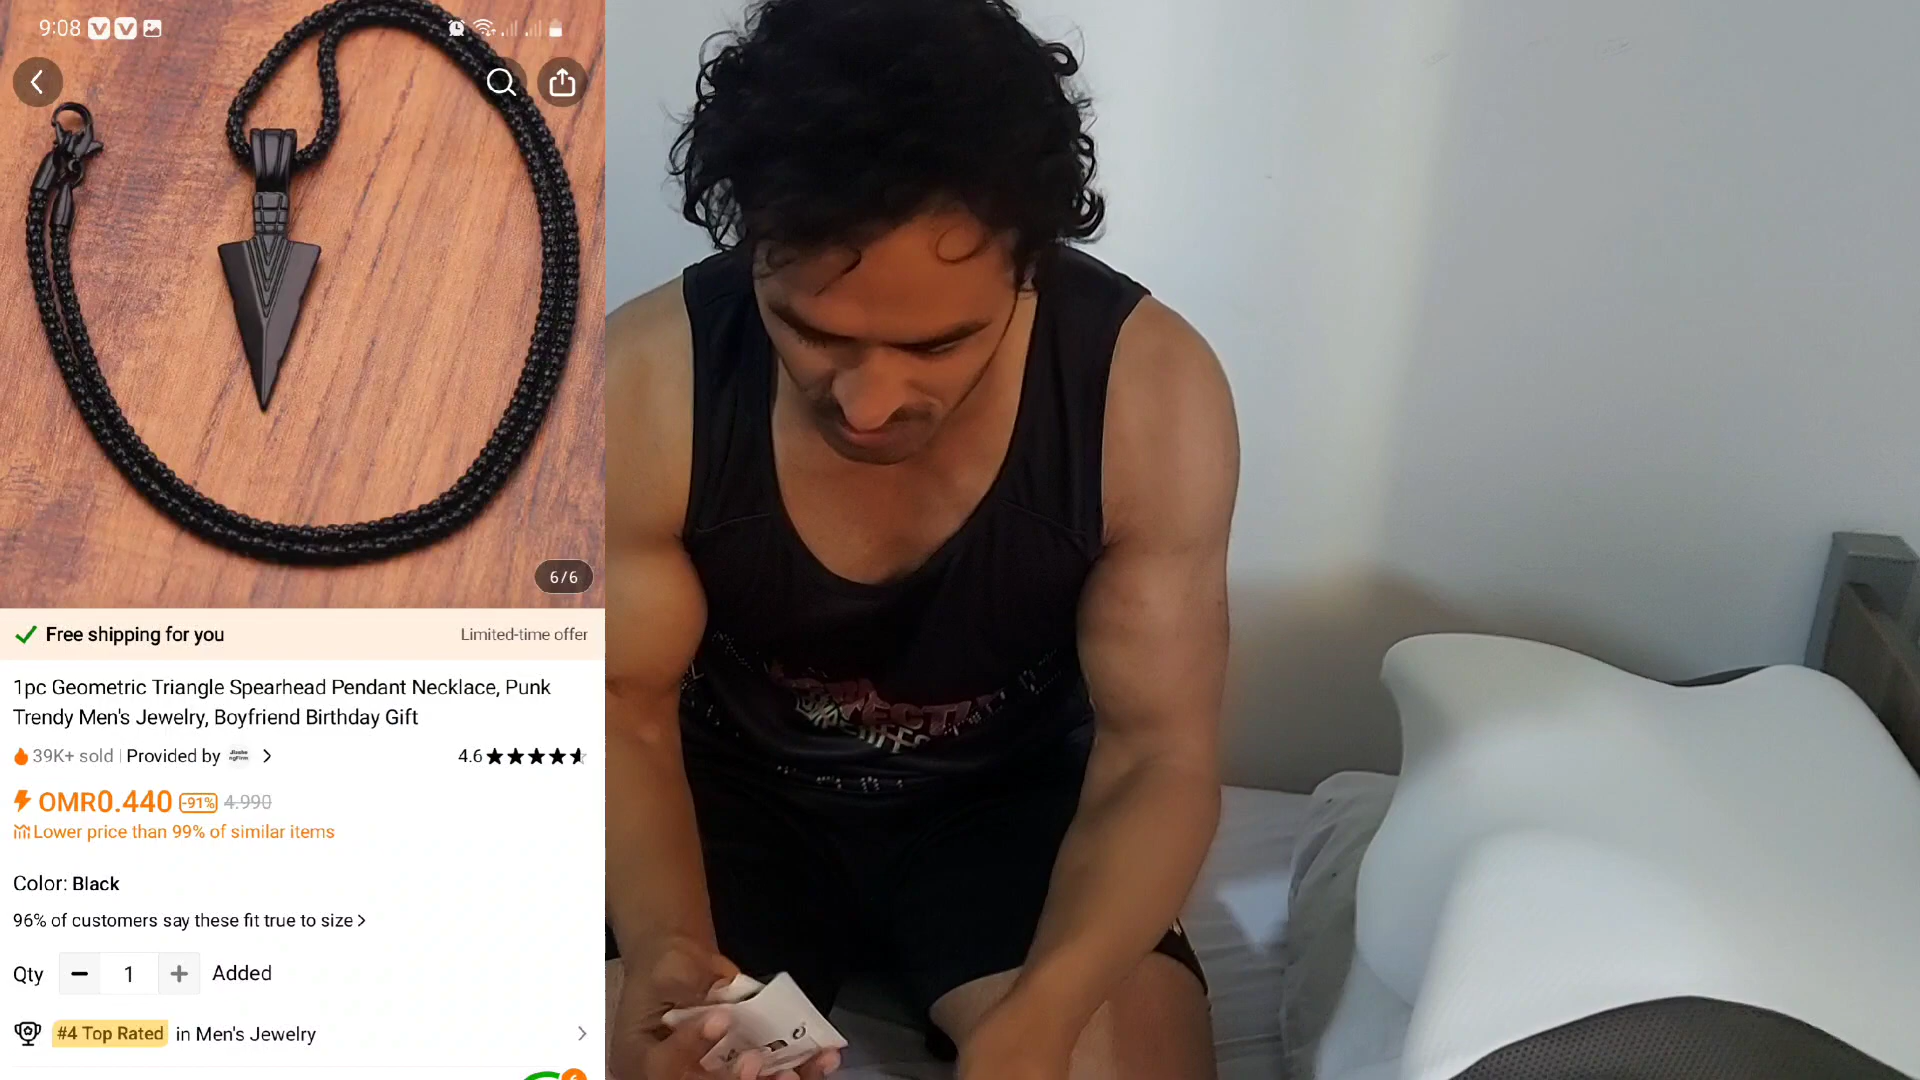 9:08
6/6
Free shipping for you
Limited-time offer
1pc Geometric Triangle Spearhead Pendant Necklace, Punk
Trendy Men's Jewelry, Boyfriend Birthday Gift
39K+ sold | Provided by
4.6
OMR0.440 -91% 4.990
Lower price than 99% of similar items
Color: Black
96% of customers say these fit true to size
Qty 1 Added
#4 Top Rated in Men's Jewelry